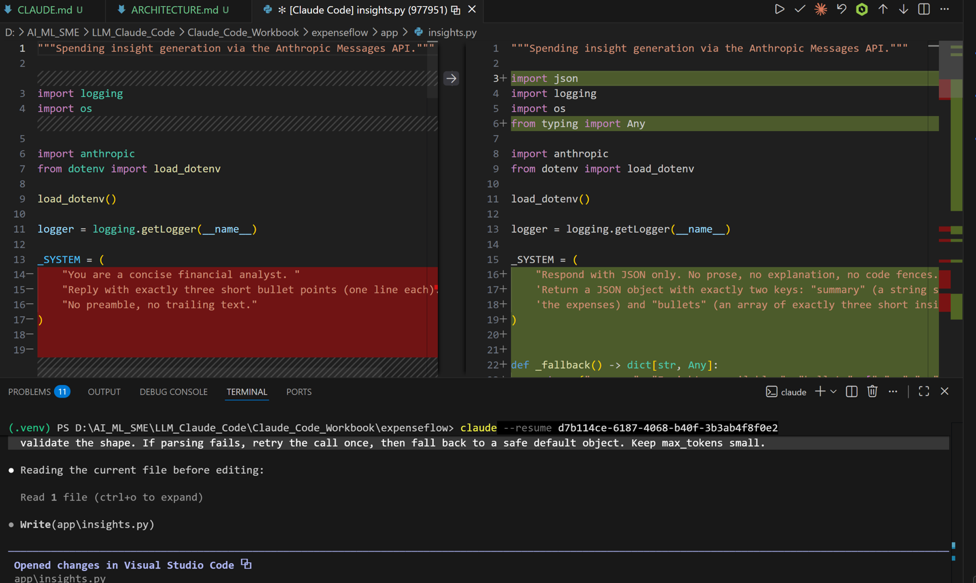 CLAUDE.md U
ARCHITECTURE.md U
✻ [Claude Code] insights.py (977951)
D: > AI_ML_SME > LLM_Claude_Code > Claude_Code_Workbook > expenseflow > app > insights.py
1 """Spending insight generation via the Anthropic Messages API."""
2
3 import logging
4 import os
5
6 import anthropic
7 from dotenv import load_dotenv
8
9 load_dotenv()
10
11 logger = logging.getLogger(__name__)
12
13 _SYSTEM = (
14− "You are a concise financial analyst. "
15− "Reply with exactly three short bullet points (one line each)
16− "No preamble, no trailing text."
17− )
18−
19−
1 """Spending insight generation via the Anthropic Messages API."""
2
3+ import json
4 import logging
5 import os
6+ from typing import Any
7
8 import anthropic
9 from dotenv import load_dotenv
10
11 load_dotenv()
12
13 logger = logging.getLogger(__name__)
14
15 _SYSTEM = (
16+ "Respond with JSON only. No prose, no explanation, no code fences.
17+ 'Return a JSON object with exactly two keys: "summary" (a string s
18+ 'the expenses) and "bullets" (an array of exactly three short insi
19+ )
20+
21+
22+ def _fallback() -> dict[str, Any]:
PROBLEMS 11 OUTPUT DEBUG CONSOLE TERMINAL PORTS
claude
(.venv) PS D:\AI_ML_SME\LLM_Claude_Code\Claude_Code_Workbook\expenseflow> claude --resume d7b114ce-6187-4068-b40f-3b3ab4f8f0e2
validate the shape. If parsing fails, retry the call once, then fall back to a safe default object. Keep max_tokens small.
● Reading the current file before editing:
Read 1 file (ctrl+o to expand)
● Write(app\insights.py)
Opened changes in Visual Studio Code
app\insights.py